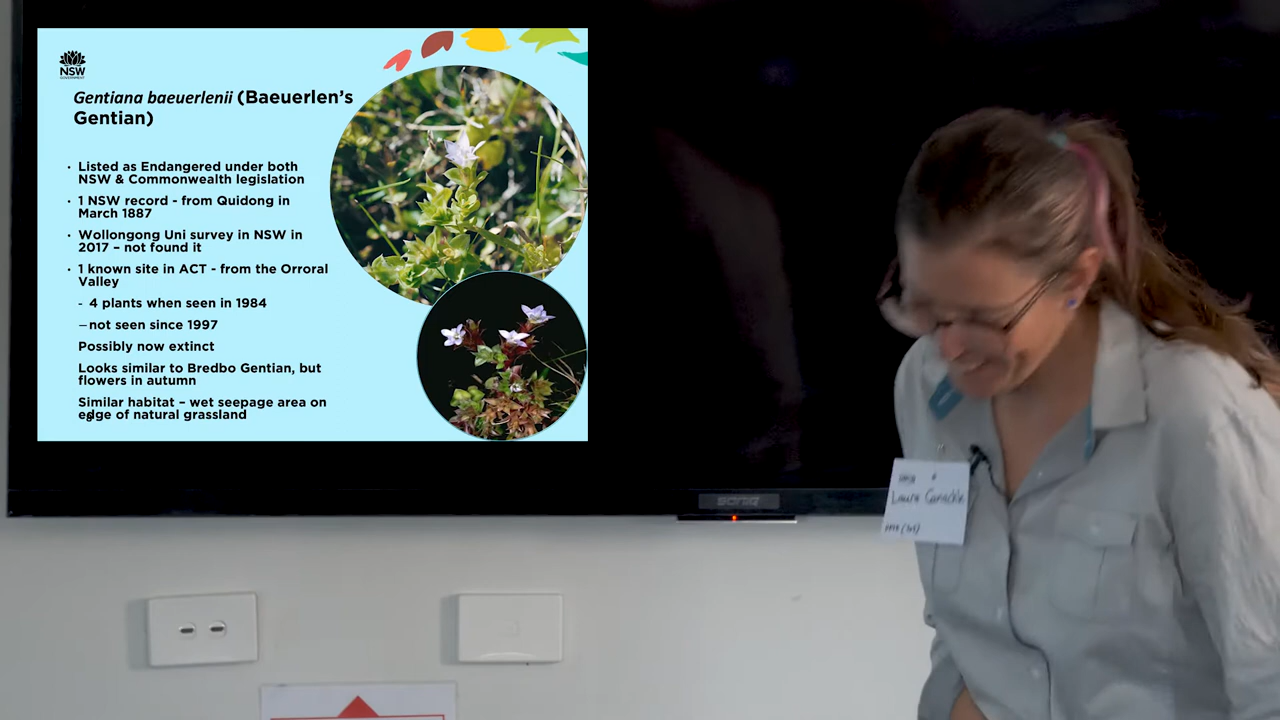 NSW
GOVERNMENT
Gentiana baeuerlenii (Baeuerlen's
Gentian)
• Listed as Endangered under both
NSW & Commonwealth legislation
• 1 NSW record - from Quidong in
March 1887
• Wollongong Uni survey in NSW in
2017 – not found it
• 1 known site in ACT - from the Orroral
Valley
- 4 plants when seen in 1984
– not seen since 1997
Possibly now extinct
Looks similar to Bredbo Gentian, but
flowers in autumn
Similar habitat – wet seepage area on
edge of natural grassland
soniq
Laura